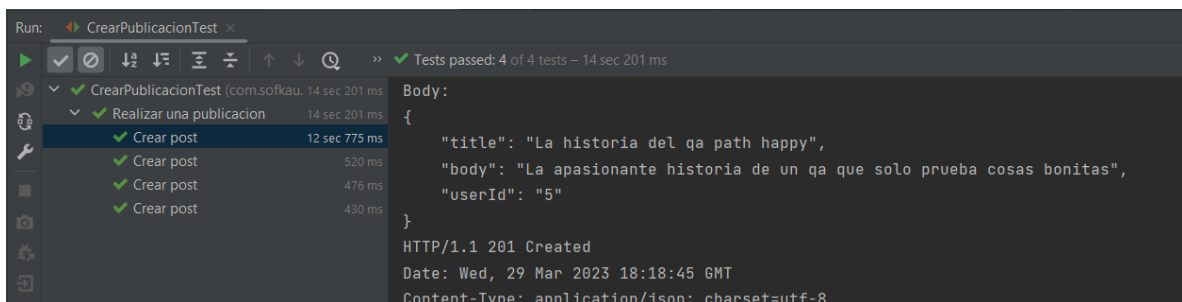 Run: CrearPublicacionTest ×
» Tests passed: 4 of 4 tests – 14 sec 201 ms
CrearPublicacionTest (com.sofkau. 14 sec 201 ms
Realizar una publicacion 14 sec 201 ms
Crear post 12 sec 775 ms
Crear post 520 ms
Crear post 476 ms
Crear post 430 ms
Body:
{
"title": "La historia del qa path happy",
"body": "La apasionante historia de un qa que solo prueba cosas bonitas",
"userId": "5"
}
HTTP/1.1 201 Created
Date: Wed, 29 Mar 2023 18:18:45 GMT
Content-Type: application/json; charset=utf-8